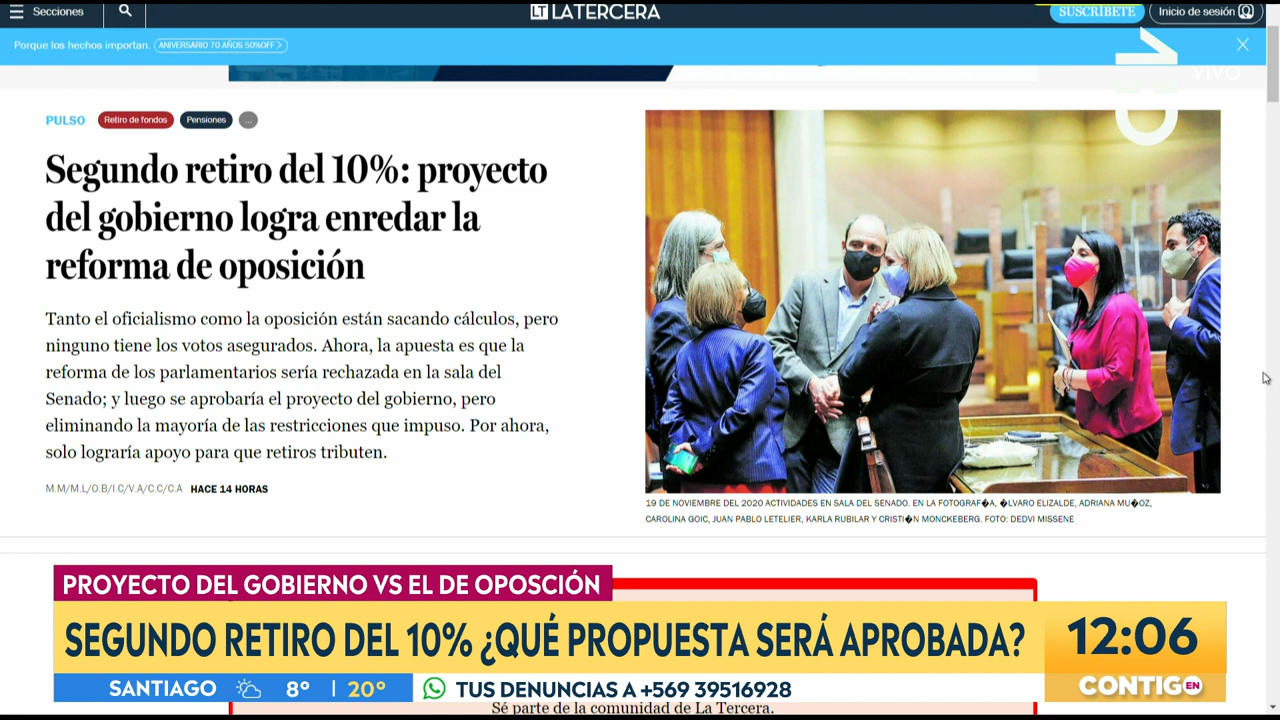 Secciones
LT LATERCERA
SUSCRÍBETE
Inicio de sesión
Porque los hechos importan.
ANIVERSARIO 70 AÑOS 50%OFF >
VIVO
PULSO
Retiro de fondos
Pensiones
...
Segundo retiro del 10%: proyecto
del gobierno logra enredar la
reforma de oposición
Tanto el oficialismo como la oposición están sacando cálculos, pero
ninguno tiene los votos asegurados. Ahora, la apuesta es que la
reforma de los parlamentarios sería rechazada en la sala del
Senado; y luego se aprobaría el proyecto del gobierno, pero
eliminando la mayoría de las restricciones que impuso. Por ahora,
solo lograría apoyo para que retiros tributen.
M.M/M.L/O.B/I.C/V.A/C.C/C.A HACE 14 HORAS
19 DE NOVIEMBRE DEL 2020 ACTIVIDADES EN SALA DEL SENADO. EN LA FOTOGRAF�A, �LVARO ELIZALDE, ADRIANA MU�OZ,
CAROLINA GOIC, JUAN PABLO LETELIER, KARLA RUBILAR Y CRISTI�N MONCKEBERG. FOTO: DEDVI MISSENE
PROYECTO DEL GOBIERNO VS EL DE OPOSCIÓN
SEGUNDO RETIRO DEL 10% ¿QUÉ PROPUESTA SERÁ APROBADA?
12:06
SANTIAGO 8° | 20°
TUS DENUNCIAS A +569 39516928
CONTIGO EN
Sé parte de la comunidad de La Tercera.